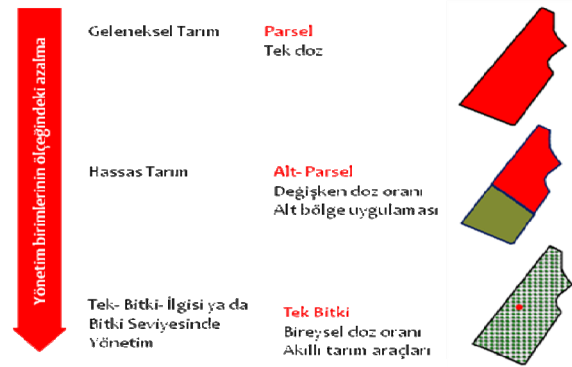 Yönetim birimlerinin ölçeğindeki azalma
Geleneksel Tarım
Parsel
Tek doz
Hassas Tarım
Alt- Parsel
Değişken doz oranı
Alt bölge uygulaması
Tek- Bitki- İlgisi ya da
Bitki Seviyesinde
Yönetim
Tek Bitki
Bireysel doz oranı
Akıllı tarım araçları